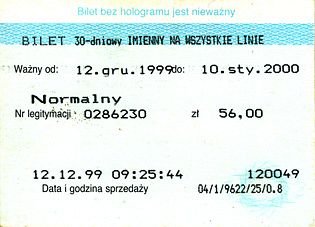 Bilet bez hologramu jest nieważny
BILET 30-dniowy IMIENNY NA WSZYSTKIE LINIE
Ważny od: 12.gru.1999 do: 10.sty.2000
Normalny
Nr legitymacji 0286230 zł 56,00
12.12.99 09:25:44 120049
Data i godzina sprzedaży 04/1/9622/25/0.8